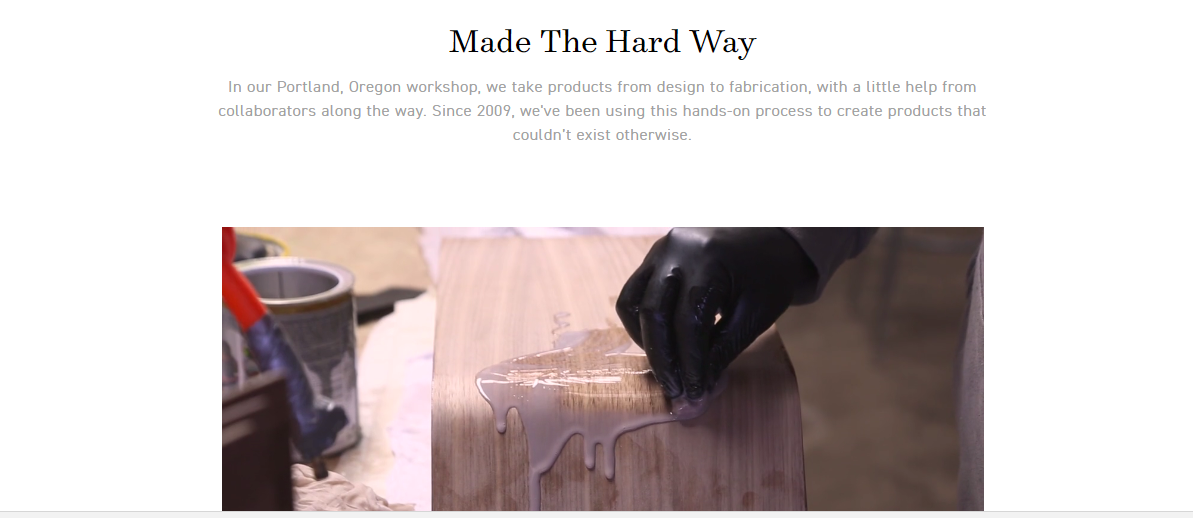 Made The Hard Way
In our Portland, Oregon workshop, we take products from design to fabrication, with a little help from
collaborators along the way. Since 2009, we've been using this hands-on process to create products that
couldn't exist otherwise.